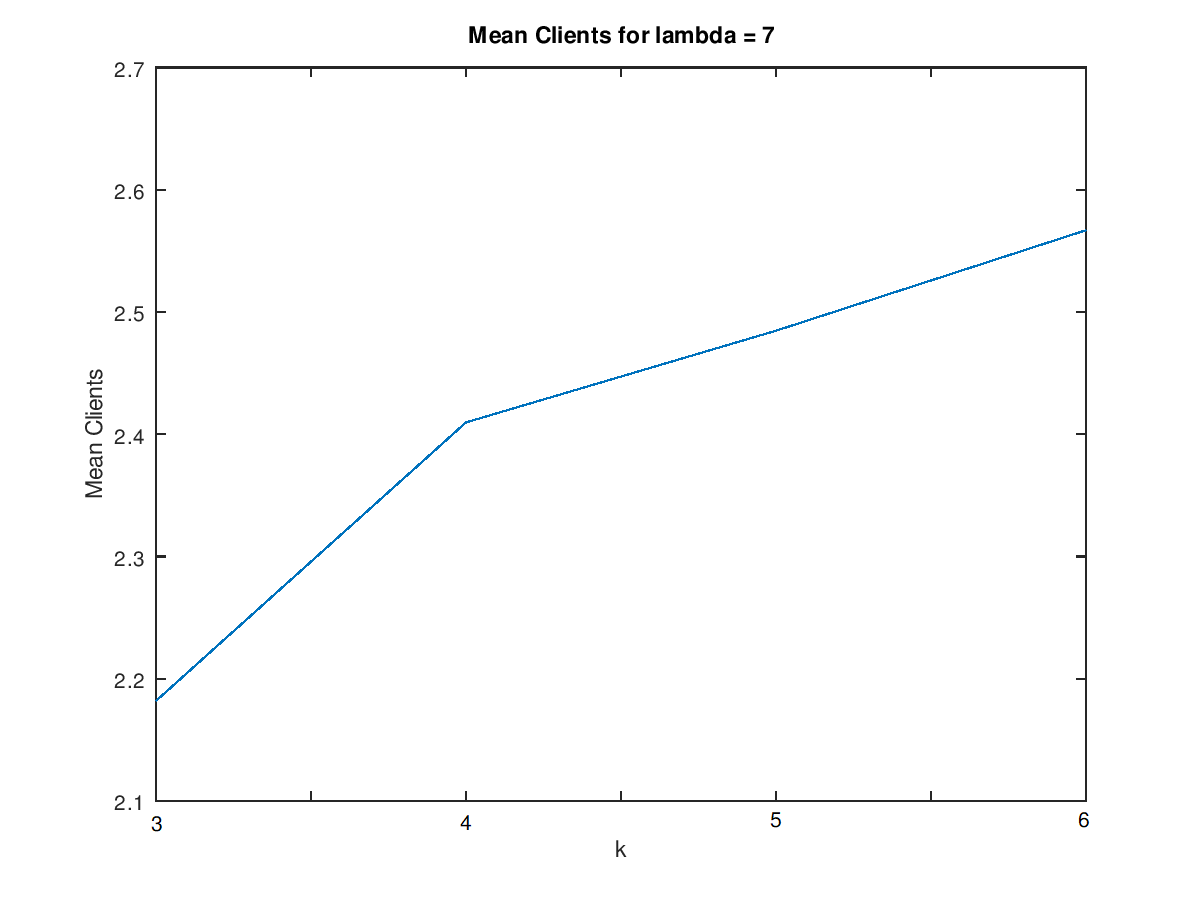 Mean Clients for lambda = 7
2.7
2.6
2.5
2.4
2.3
2.2
2.1
Mean Clients
3 4 5 6
k